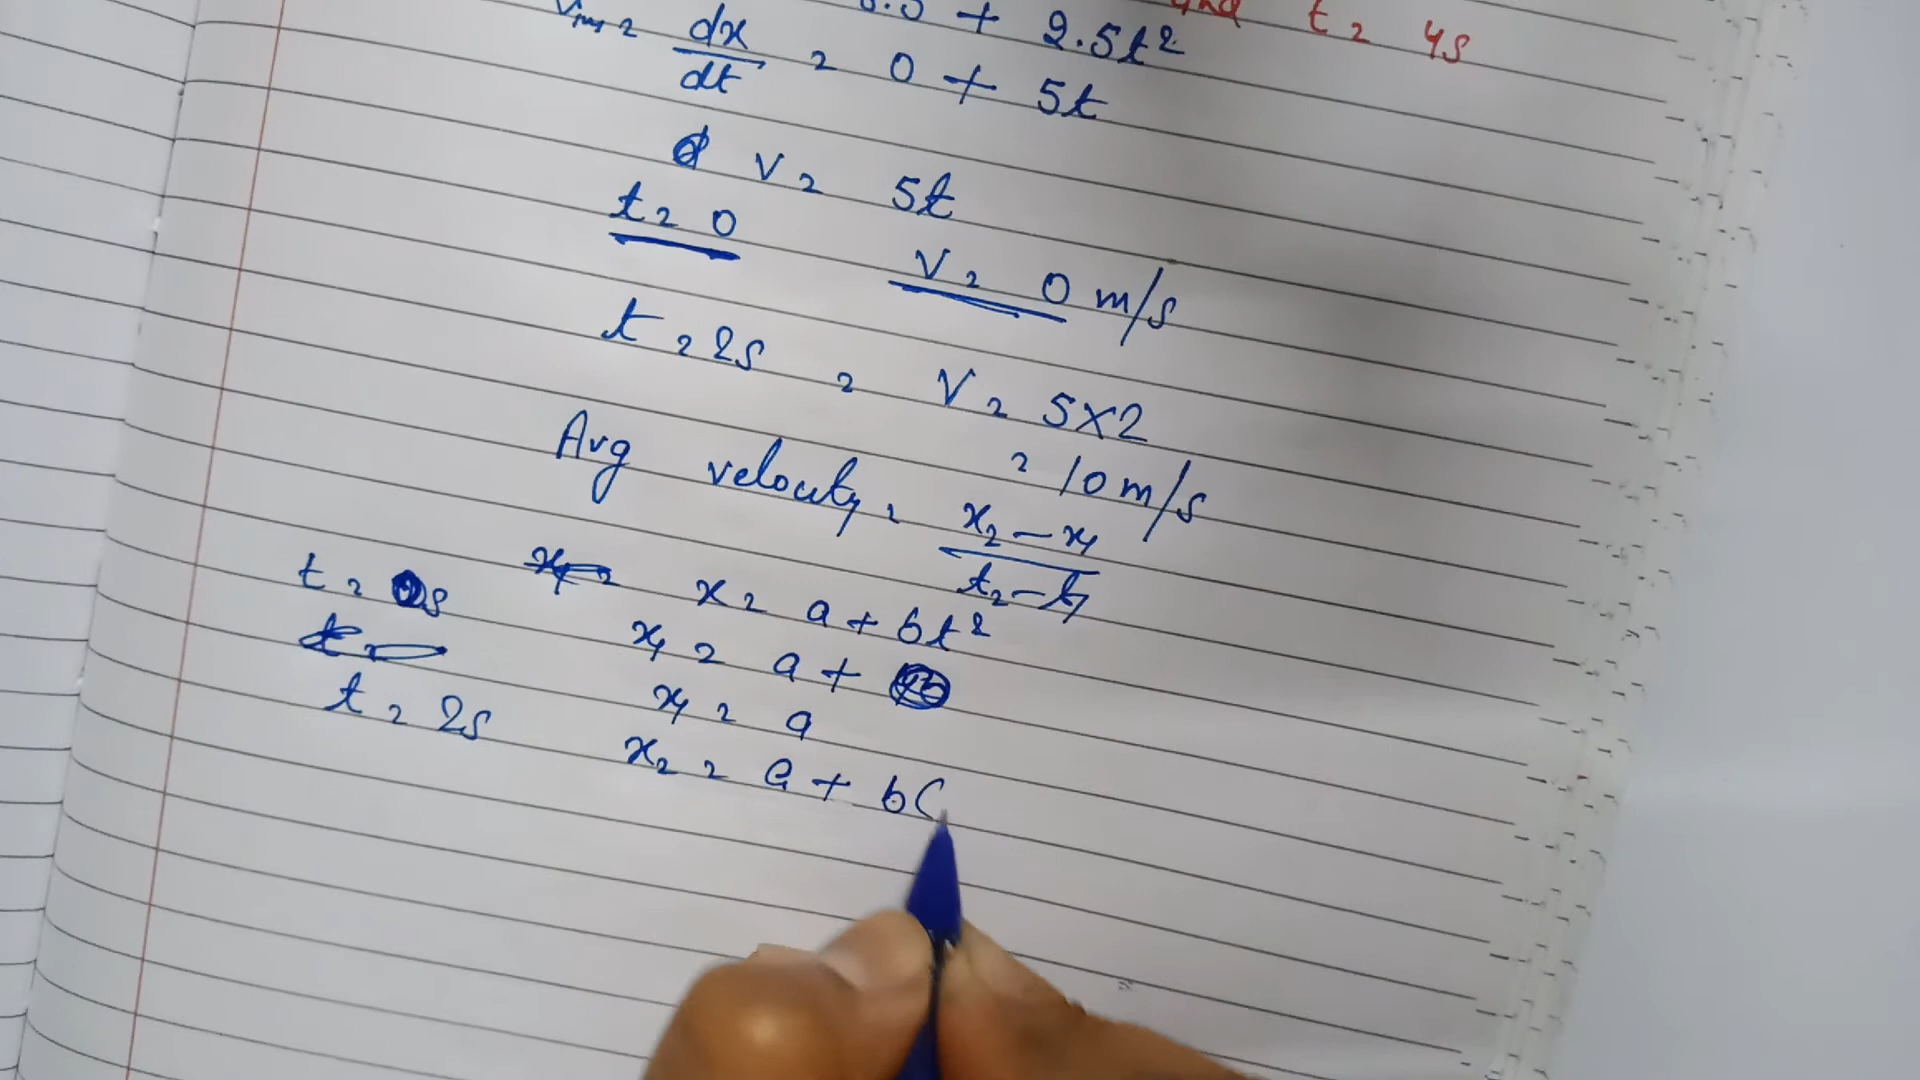 t = 4s
+ 2.5t²
dx/dt = 0 + 5t
V = 5t
t = 0
V = 0 m/s
t = 2s = V = 5×2
= 10 m/s
Avg velocity = x₂ - x₁ / t₂ - t₁
t = 0s x = a + bt²
x₁ = a +
x₁ = a
t = 2s x₂ = a + b(